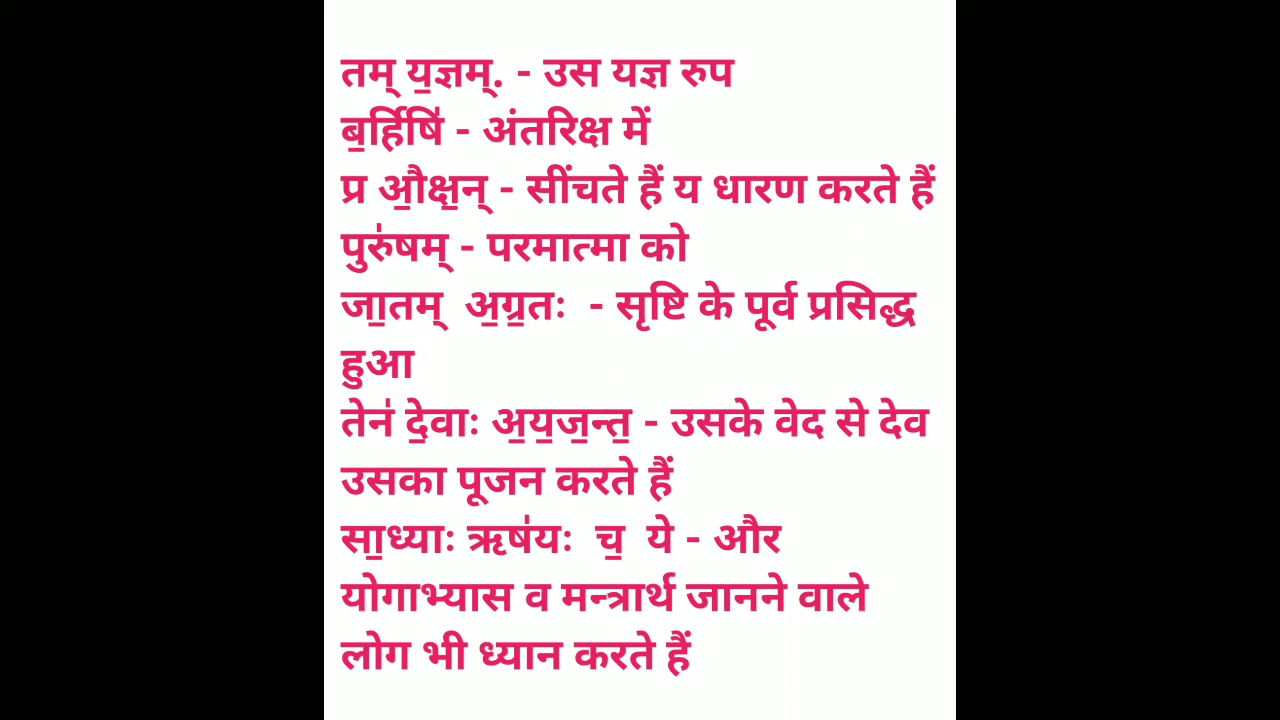 तम् य॒ज्ञम्. - उस यज्ञ रुप
ब॒र्हिषि॑ - अंतरिक्ष में
प्र औ॒क्ष॒न् - सींचते हैं य धारण करते हैं
पुरु॑षम् - परमात्मा को
जा॒तम्  अ॒ग्र॒तः  - सृष्टि के पूर्व प्रसिद्ध
हुआ
तेन॑ दे॒वाः अ॒य॒ज॒न्त॒ - उसके वेद से देव
उसका पूजन करते हैं
सा॒ध्याः ऋष॑यः  च॒  ये - और
योगाभ्यास व मन्त्रार्थ जानने वाले
लोग भी ध्यान करते हैं